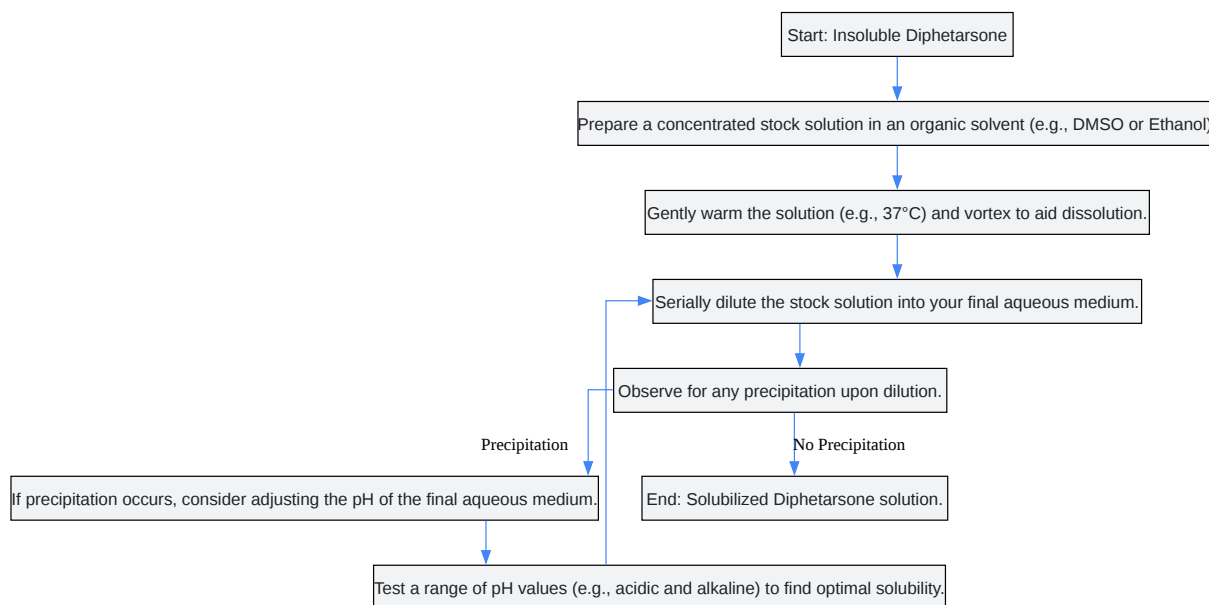 Start: Insoluble Diphetarsone
Prepare a concentrated stock solution in an organic solvent (e.g., DMSO or Ethanol)
Gently warm the solution (e.g., 37°C) and vortex to aid dissolution.
Serially dilute the stock solution into your final aqueous medium.
Observe for any precipitation upon dilution.
Precipitation
No Precipitation
If precipitation occurs, consider adjusting the pH of the final aqueous medium.
End: Solubilized Diphetarsone solution.
Test a range of pH values (e.g., acidic and alkaline) to find optimal solubility.